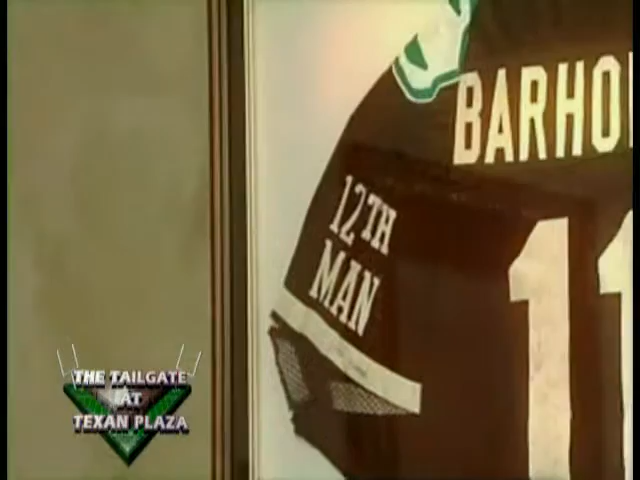 BARHO
12TH
MAN
11
THE TAILGATE
AT
TEXAN PLAZA